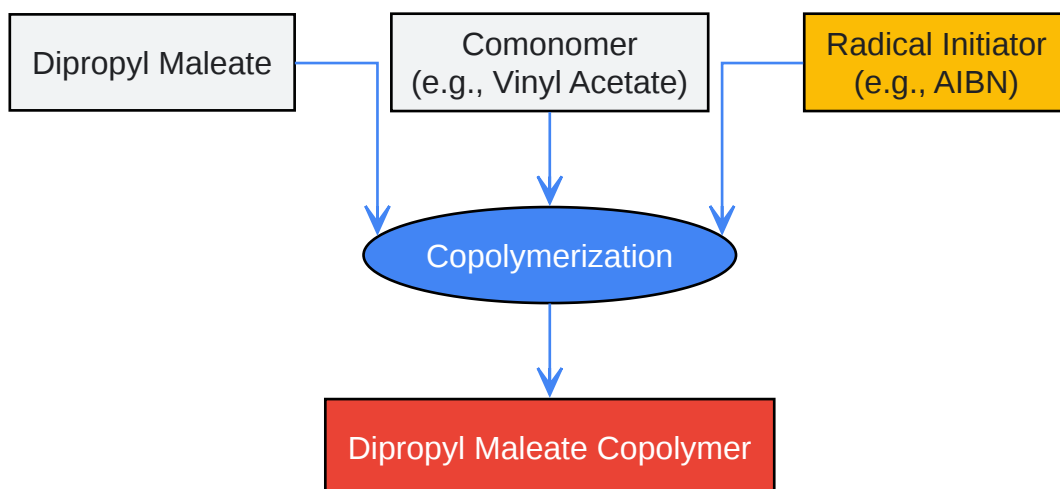 Dipropyl Maleate
Comonomer
(e.g., Vinyl Acetate)
Radical Initiator
(e.g., AIBN)
Copolymerization
Dipropyl Maleate Copolymer